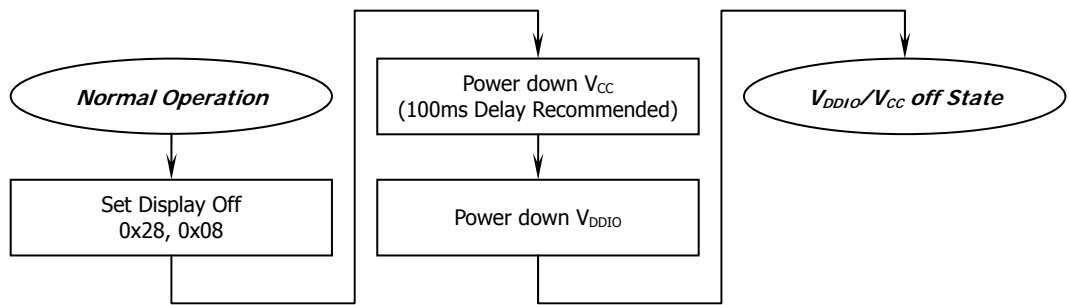 Normal Operation
Set Display Off
0x28, 0x08
Power down VCC
(100ms Delay Recommended)
Power down VDDIO
VDDIO/VCC off State